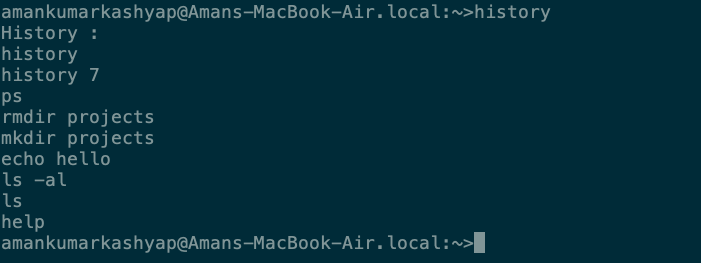 amankumarkashyap@Amans-MacBook-Air.local:~>history
History :
history
history 7
ps
rmdir projects
mkdir projects
echo hello
ls -al
ls
help
amankumarkashyap@Amans-MacBook-Air.local:~>